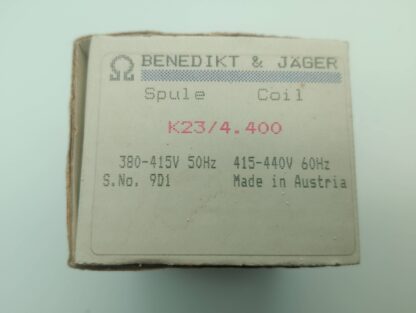 Ω BENEDIKT & JÄGER
Spule Coil
K23/4.400
380-415V 50Hz 415-440V 60Hz
S.No. 9D1 Made in Austria